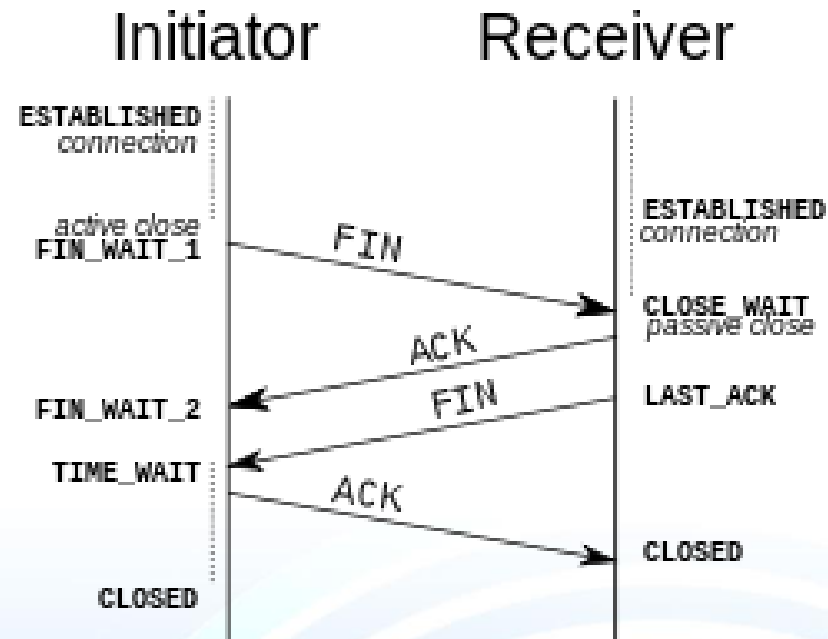 Initiator
Receiver
ESTABLISHED
connection
active close
FIN_WAIT_1
FIN
ESTABLISHED
connection
CLOSE_WAIT
passive close
ACK
FIN_WAIT_2
FIN
LAST_ACK
TIME_WAIT
ACK
CLOSED
CLOSED